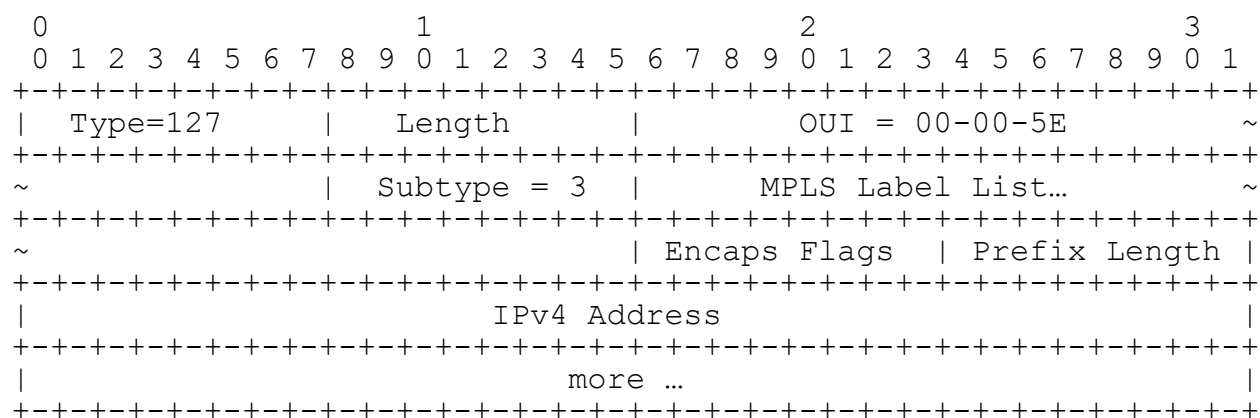 0                   1                   2                   3
 0 1 2 3 4 5 6 7 8 9 0 1 2 3 4 5 6 7 8 9 0 1 2 3 4 5 6 7 8 9 0 1
+-+-+-+-+-+-+-+-+-+-+-+-+-+-+-+-+-+-+-+-+-+-+-+-+-+-+-+-+-+-+-+-+
|  Type=127     |   Length      |        OUI = 00-00-5E         ~
+-+-+-+-+-+-+-+-+-+-+-+-+-+-+-+-+-+-+-+-+-+-+-+-+-+-+-+-+-+-+-+-+
~               |  Subtype = 3  |      MPLS Label List…         ~
+-+-+-+-+-+-+-+-+-+-+-+-+-+-+-+-+-+-+-+-+-+-+-+-+-+-+-+-+-+-+-+-+
~                               | Encaps Flags  | Prefix Length |
+-+-+-+-+-+-+-+-+-+-+-+-+-+-+-+-+-+-+-+-+-+-+-+-+-+-+-+-+-+-+-+-+
|                        IPv4 Address                           |
+-+-+-+-+-+-+-+-+-+-+-+-+-+-+-+-+-+-+-+-+-+-+-+-+-+-+-+-+-+-+-+-+
|                            more …                             |
+-+-+-+-+-+-+-+-+-+-+-+-+-+-+-+-+-+-+-+-+-+-+-+-+-+-+-+-+-+-+-+-+